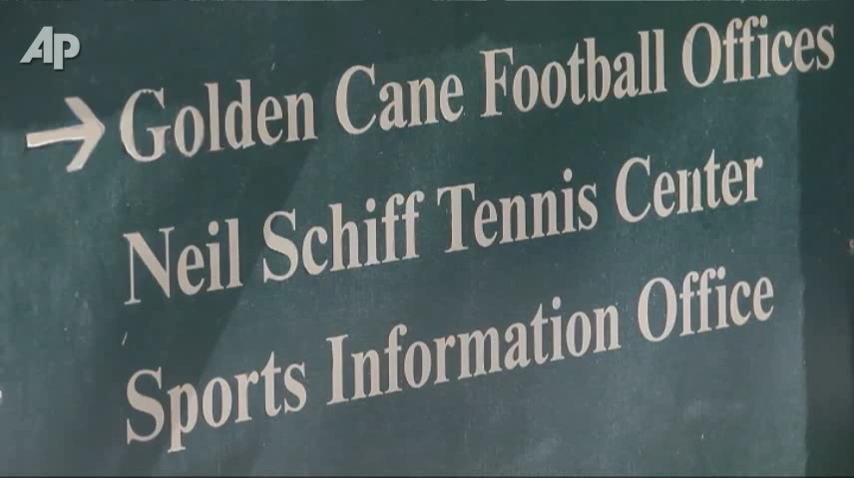 AP
→ Golden Cane Football Offices
Neil Schiff Tennis Center
Sports Information Office